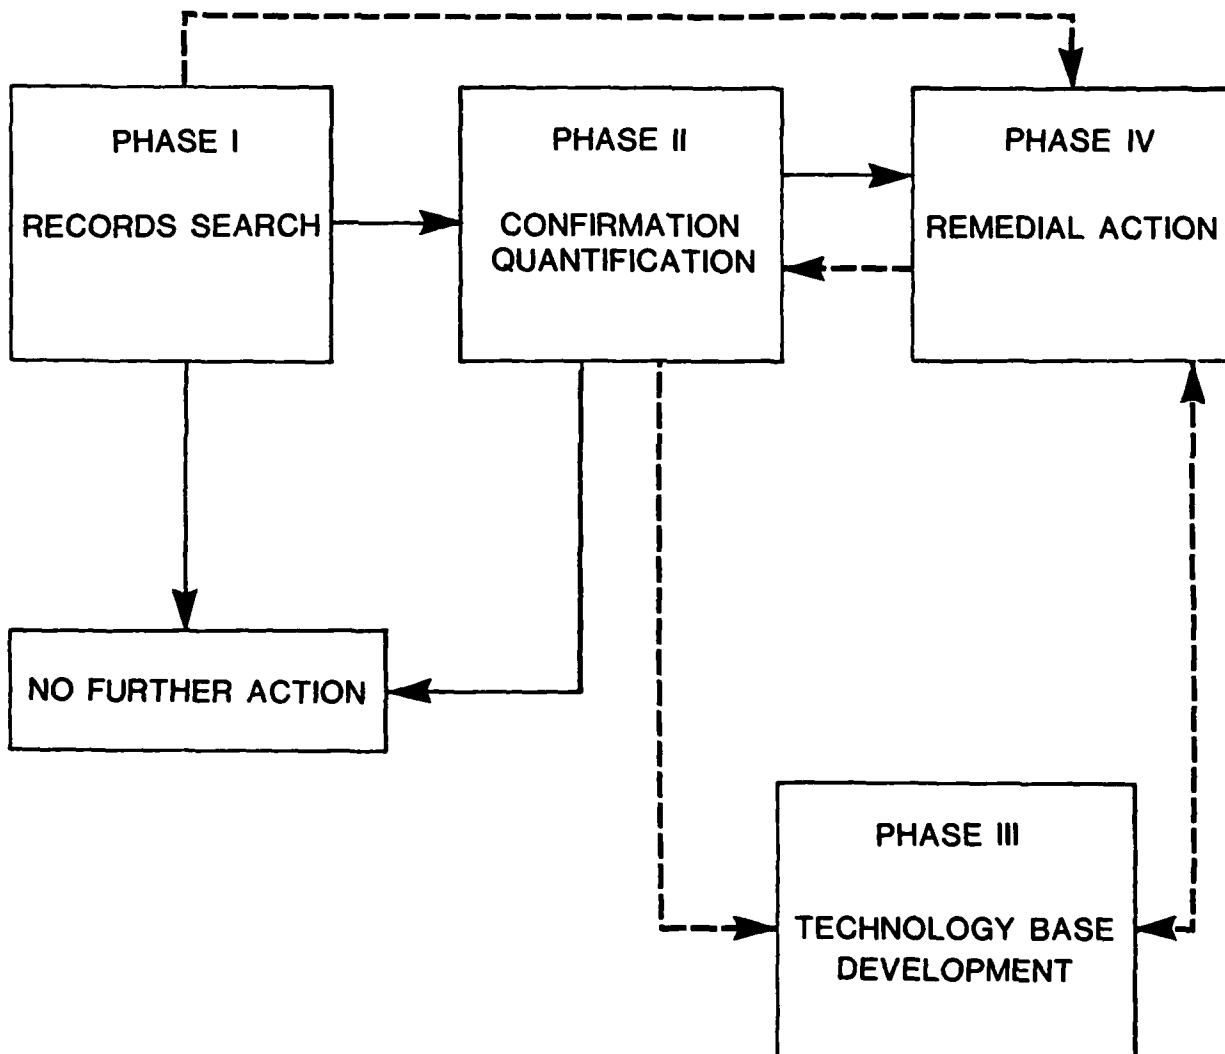 PHASE I
RECORDS SEARCH
PHASE II
CONFIRMATION
QUANTIFICATION
PHASE IV
REMEDIAL ACTION
NO FURTHER ACTION
PHASE III
TECHNOLOGY BASE
DEVELOPMENT